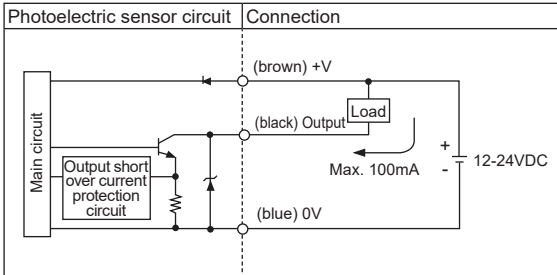 Photoelectric sensor circuit
Connection
(brown) +V
Load
(black) Output
Main circuit
Output short
over current
protection
circuit
Max. 100mA
+
-
12-24VDC
(blue) 0V